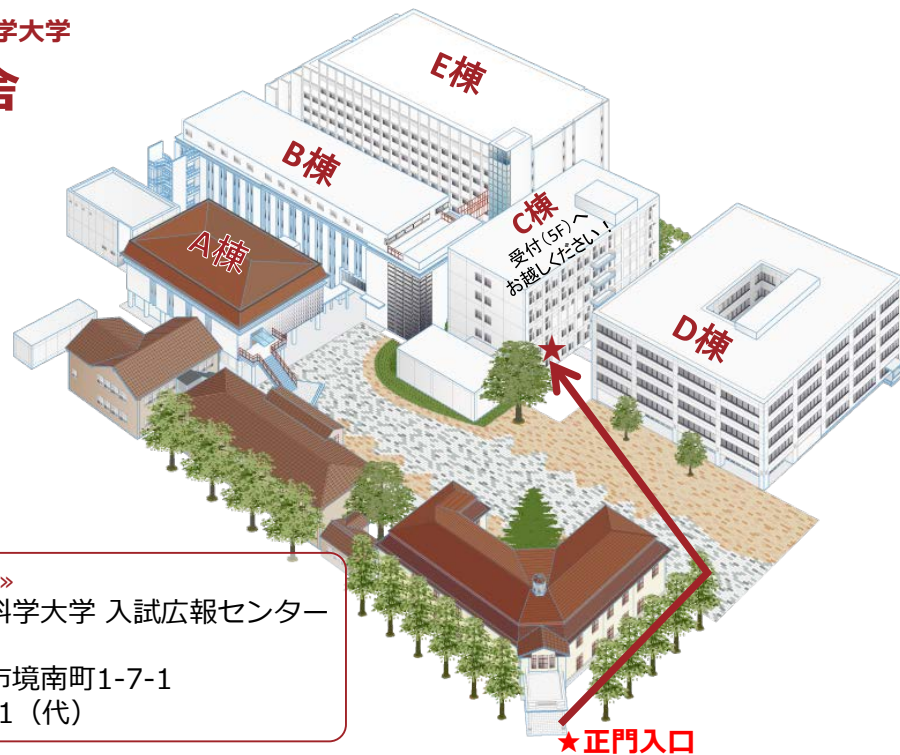 学大学
舎
E棟
B棟
C棟
受付(5F)へ
お越しください！
A棟
D棟
»
科学大学 入試広報センター
市境南町1-7-1
1（代）
★正門入口